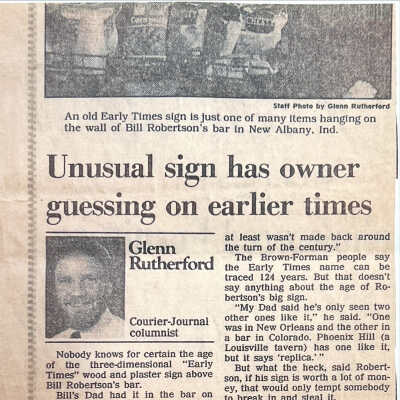 Staff Photo by Glenn Rutherford
An old Early Times sign is just one of many items hanging on
the wall of Bill Robertson's bar in New Albany, Ind.
Unusual sign has owner
guessing on earlier times
Glenn
Rutherford
Courier-Journal
columnist
Nobody knows for certain the age
of the three-dimensional "Early
Times" wood and plaster sign above
Bill Robertson's bar.
Bill's Dad had it in the bar on
at least wasn't made back around
the turn of the century."
The Brown-Forman people say
the Early Times name can be
traced 124 years. But that doesn't
say anything about the age of Ro-
bertson's big sign.
"My Dad said he's only seen two
other ones like it," he said. "One
was in New Orleans and the other in
a bar in Colorado. Phoenix Hill (a
Louisville tavern) has one like it,
but it says 'replica.' "
But what the heck, said Robert-
son, if his sign is worth a lot of mon-
ey, that would only tempt somebody
to break in and steal it.